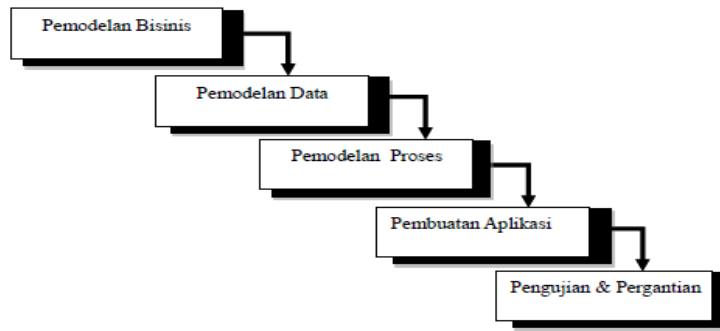 Pemodelan Bisinis
Pemodelan Data
Pemodelan Proses
Pembuatan Aplikasi
Pengujian & Pergantian